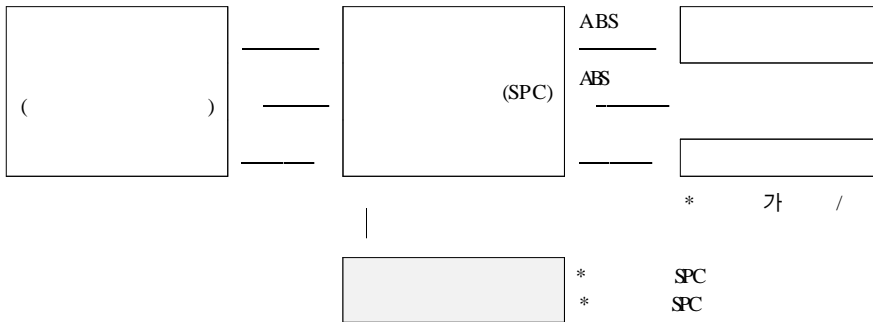 ABS
ABS
(SPC)
( )
* 가 /
* SPC
* SPC